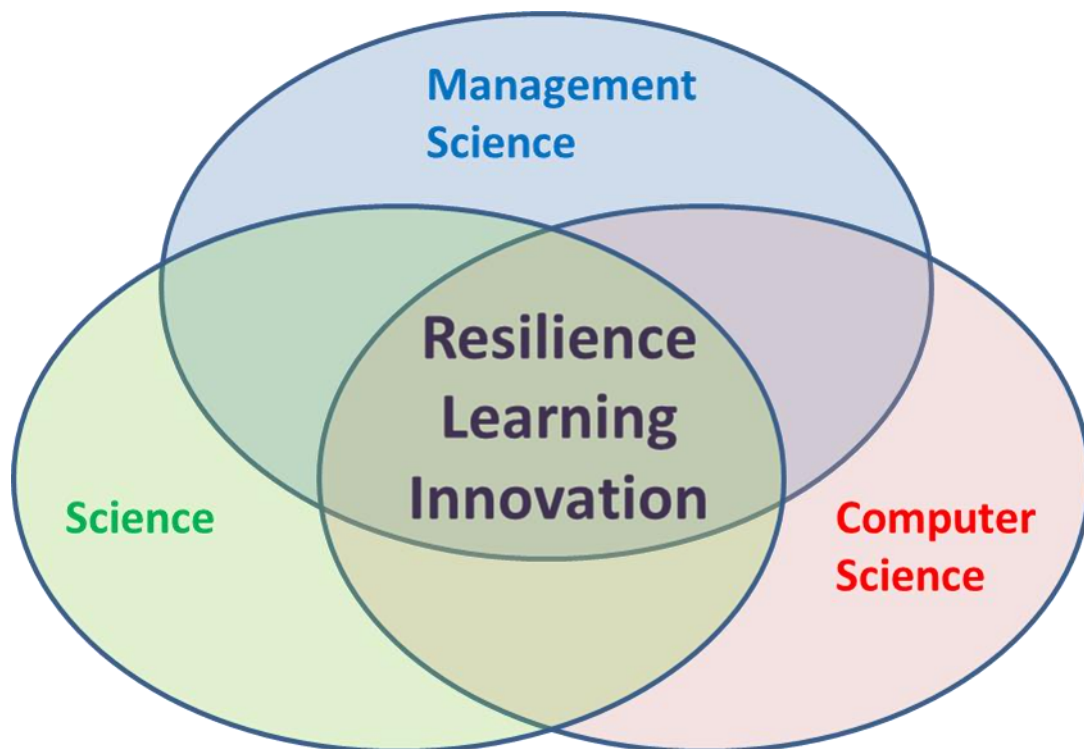 Management
Science
Resilience
Learning
Innovation
Science
Computer
Science